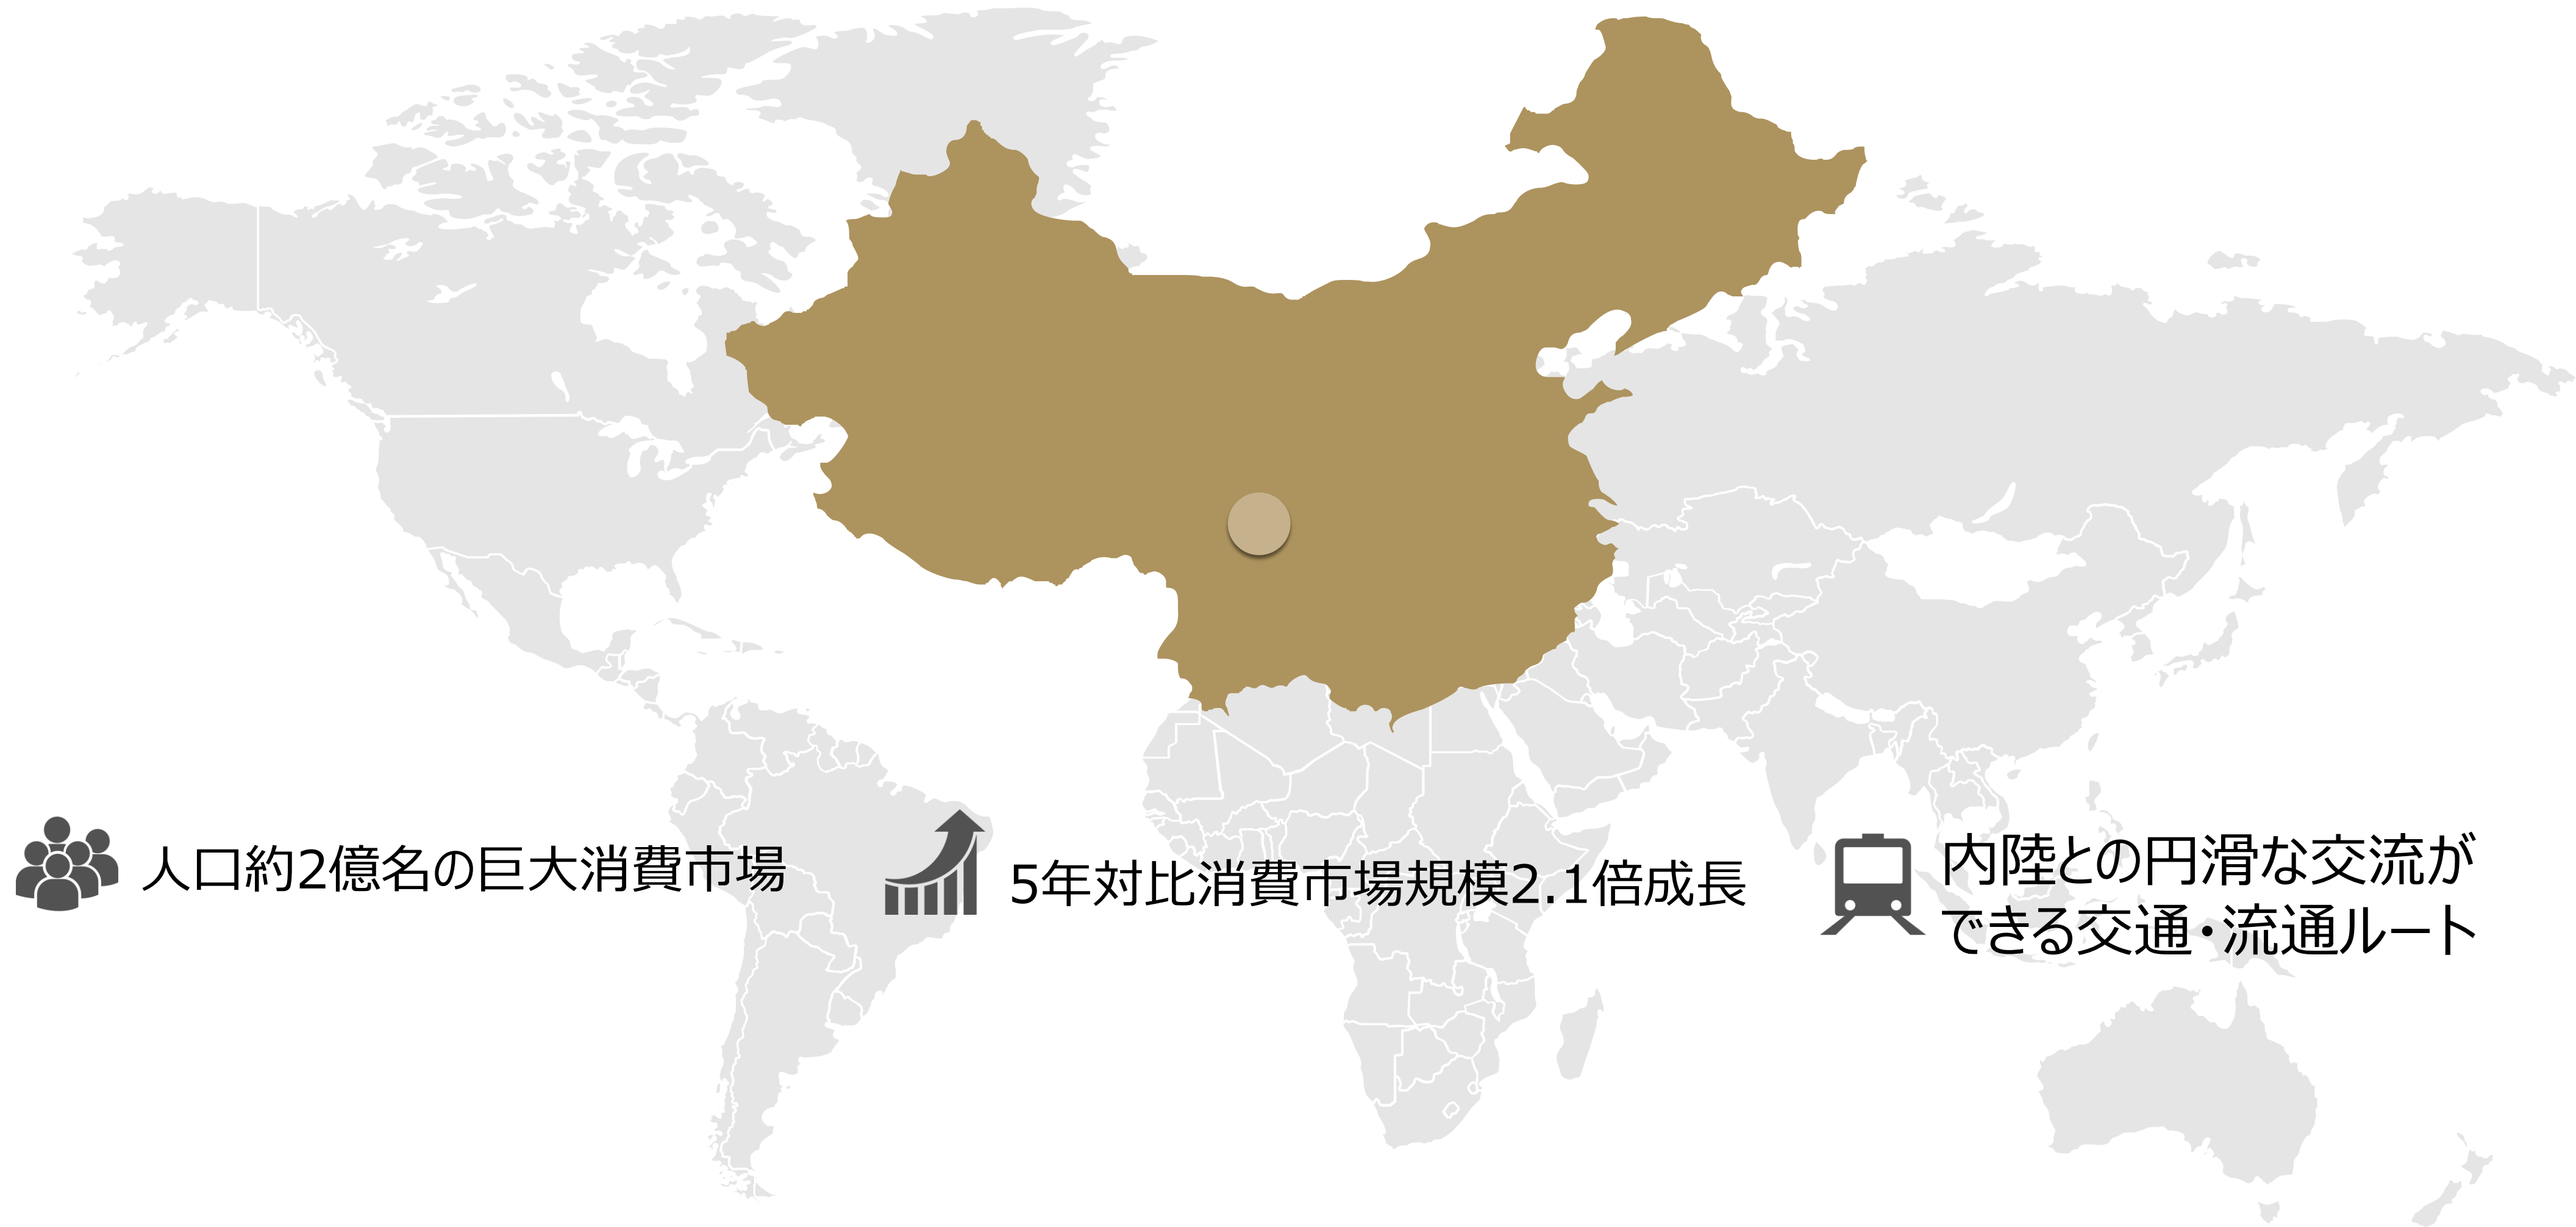 人口約2億名の巨大消費市場
5年対比消費市場規模2.1倍成長
内陸との円滑な交流が
できる交通・流通ルート